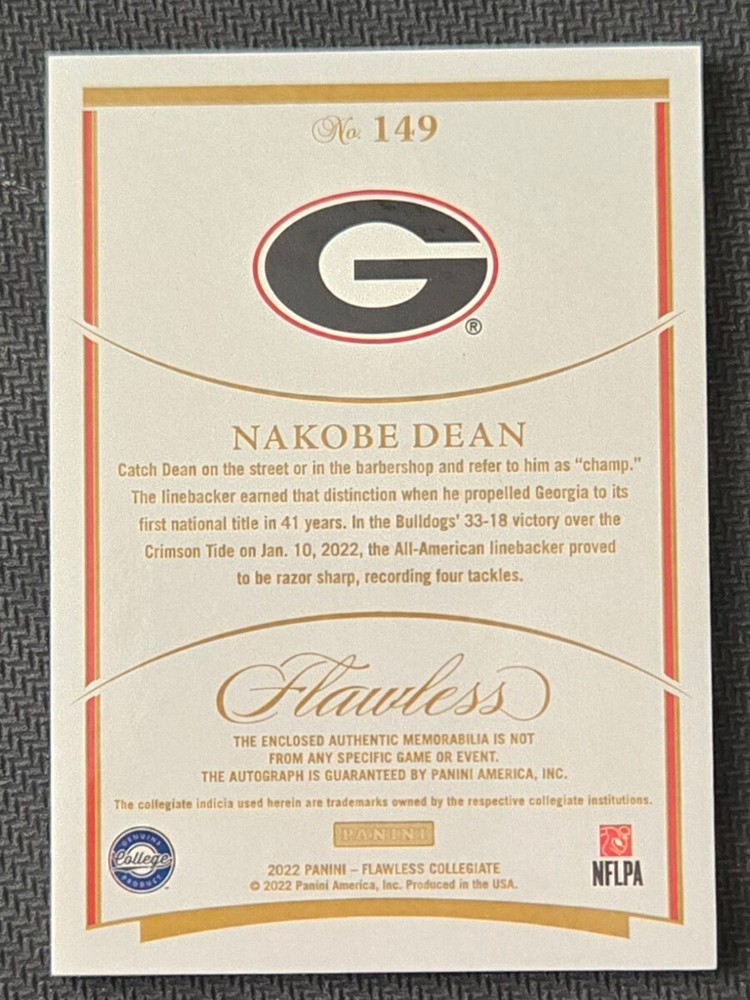 No. 149
G
®
NAKOBE DEAN
Catch Dean on the street or in the barbershop and refer to him as “champ.”
The linebacker earned that distinction when he propelled Georgia to its
first national title in 41 years. In the Bulldogs’ 33-18 victory over the
Crimson Tide on Jan. 10, 2022, the All-American linebacker proved
to be razor sharp, recording four tackles.
Flawless
THE ENCLOSED AUTHENTIC MEMORABILIA IS NOT
FROM ANY SPECIFIC GAME OR EVENT.
THE AUTOGRAPH IS GUARANTEED BY PANINI AMERICA, INC.
The collegiate indicia used herein are trademarks owned by the respective collegiate institutions.
PANINI
GENUINE
College
PRODUCT
™
2022 PANINI – FLAWLESS COLLEGIATE
© 2022 Panini America, Inc. Produced in the USA.
NFLPA